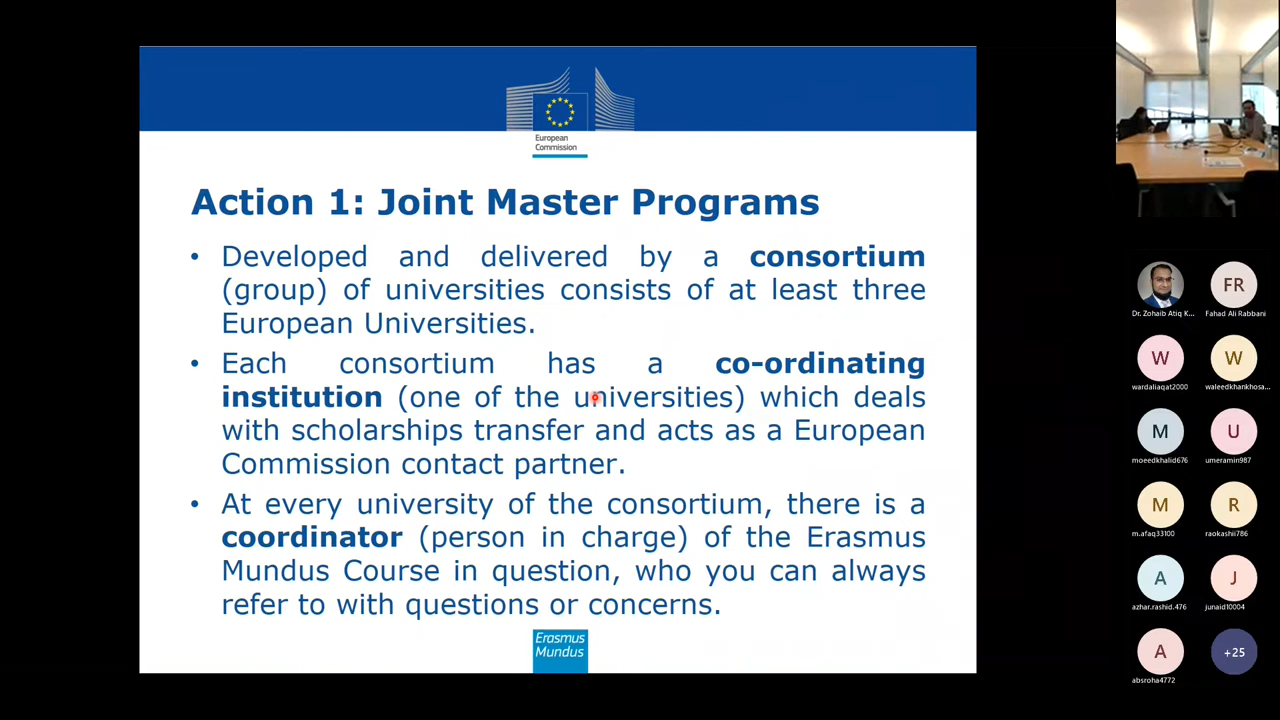 European
Commission
Action 1: Joint Master Programs
• Developed and delivered by a consortium
(group) of universities consists of at least three
European Universities.
• Each consortium has a co-ordinating
institution (one of the universities) which deals
with scholarships transfer and acts as a European
Commission contact partner.
• At every university of the consortium, there is a
coordinator (person in charge) of the Erasmus
Mundus Course in question, who you can always
refer to with questions or concerns.
Erasmus
Mundus
FR
Dr. Zohaib Atiq K...
Fahad Ali Rabbani
W
W
wardaliaqat2000
waleedkhankhosa...
M
U
moeedkhalid676
umeramin987
M
R
m.afaq33100
raokashii786
A
J
azhar.rashid.476
junaid10004
A
+25
absroha4772